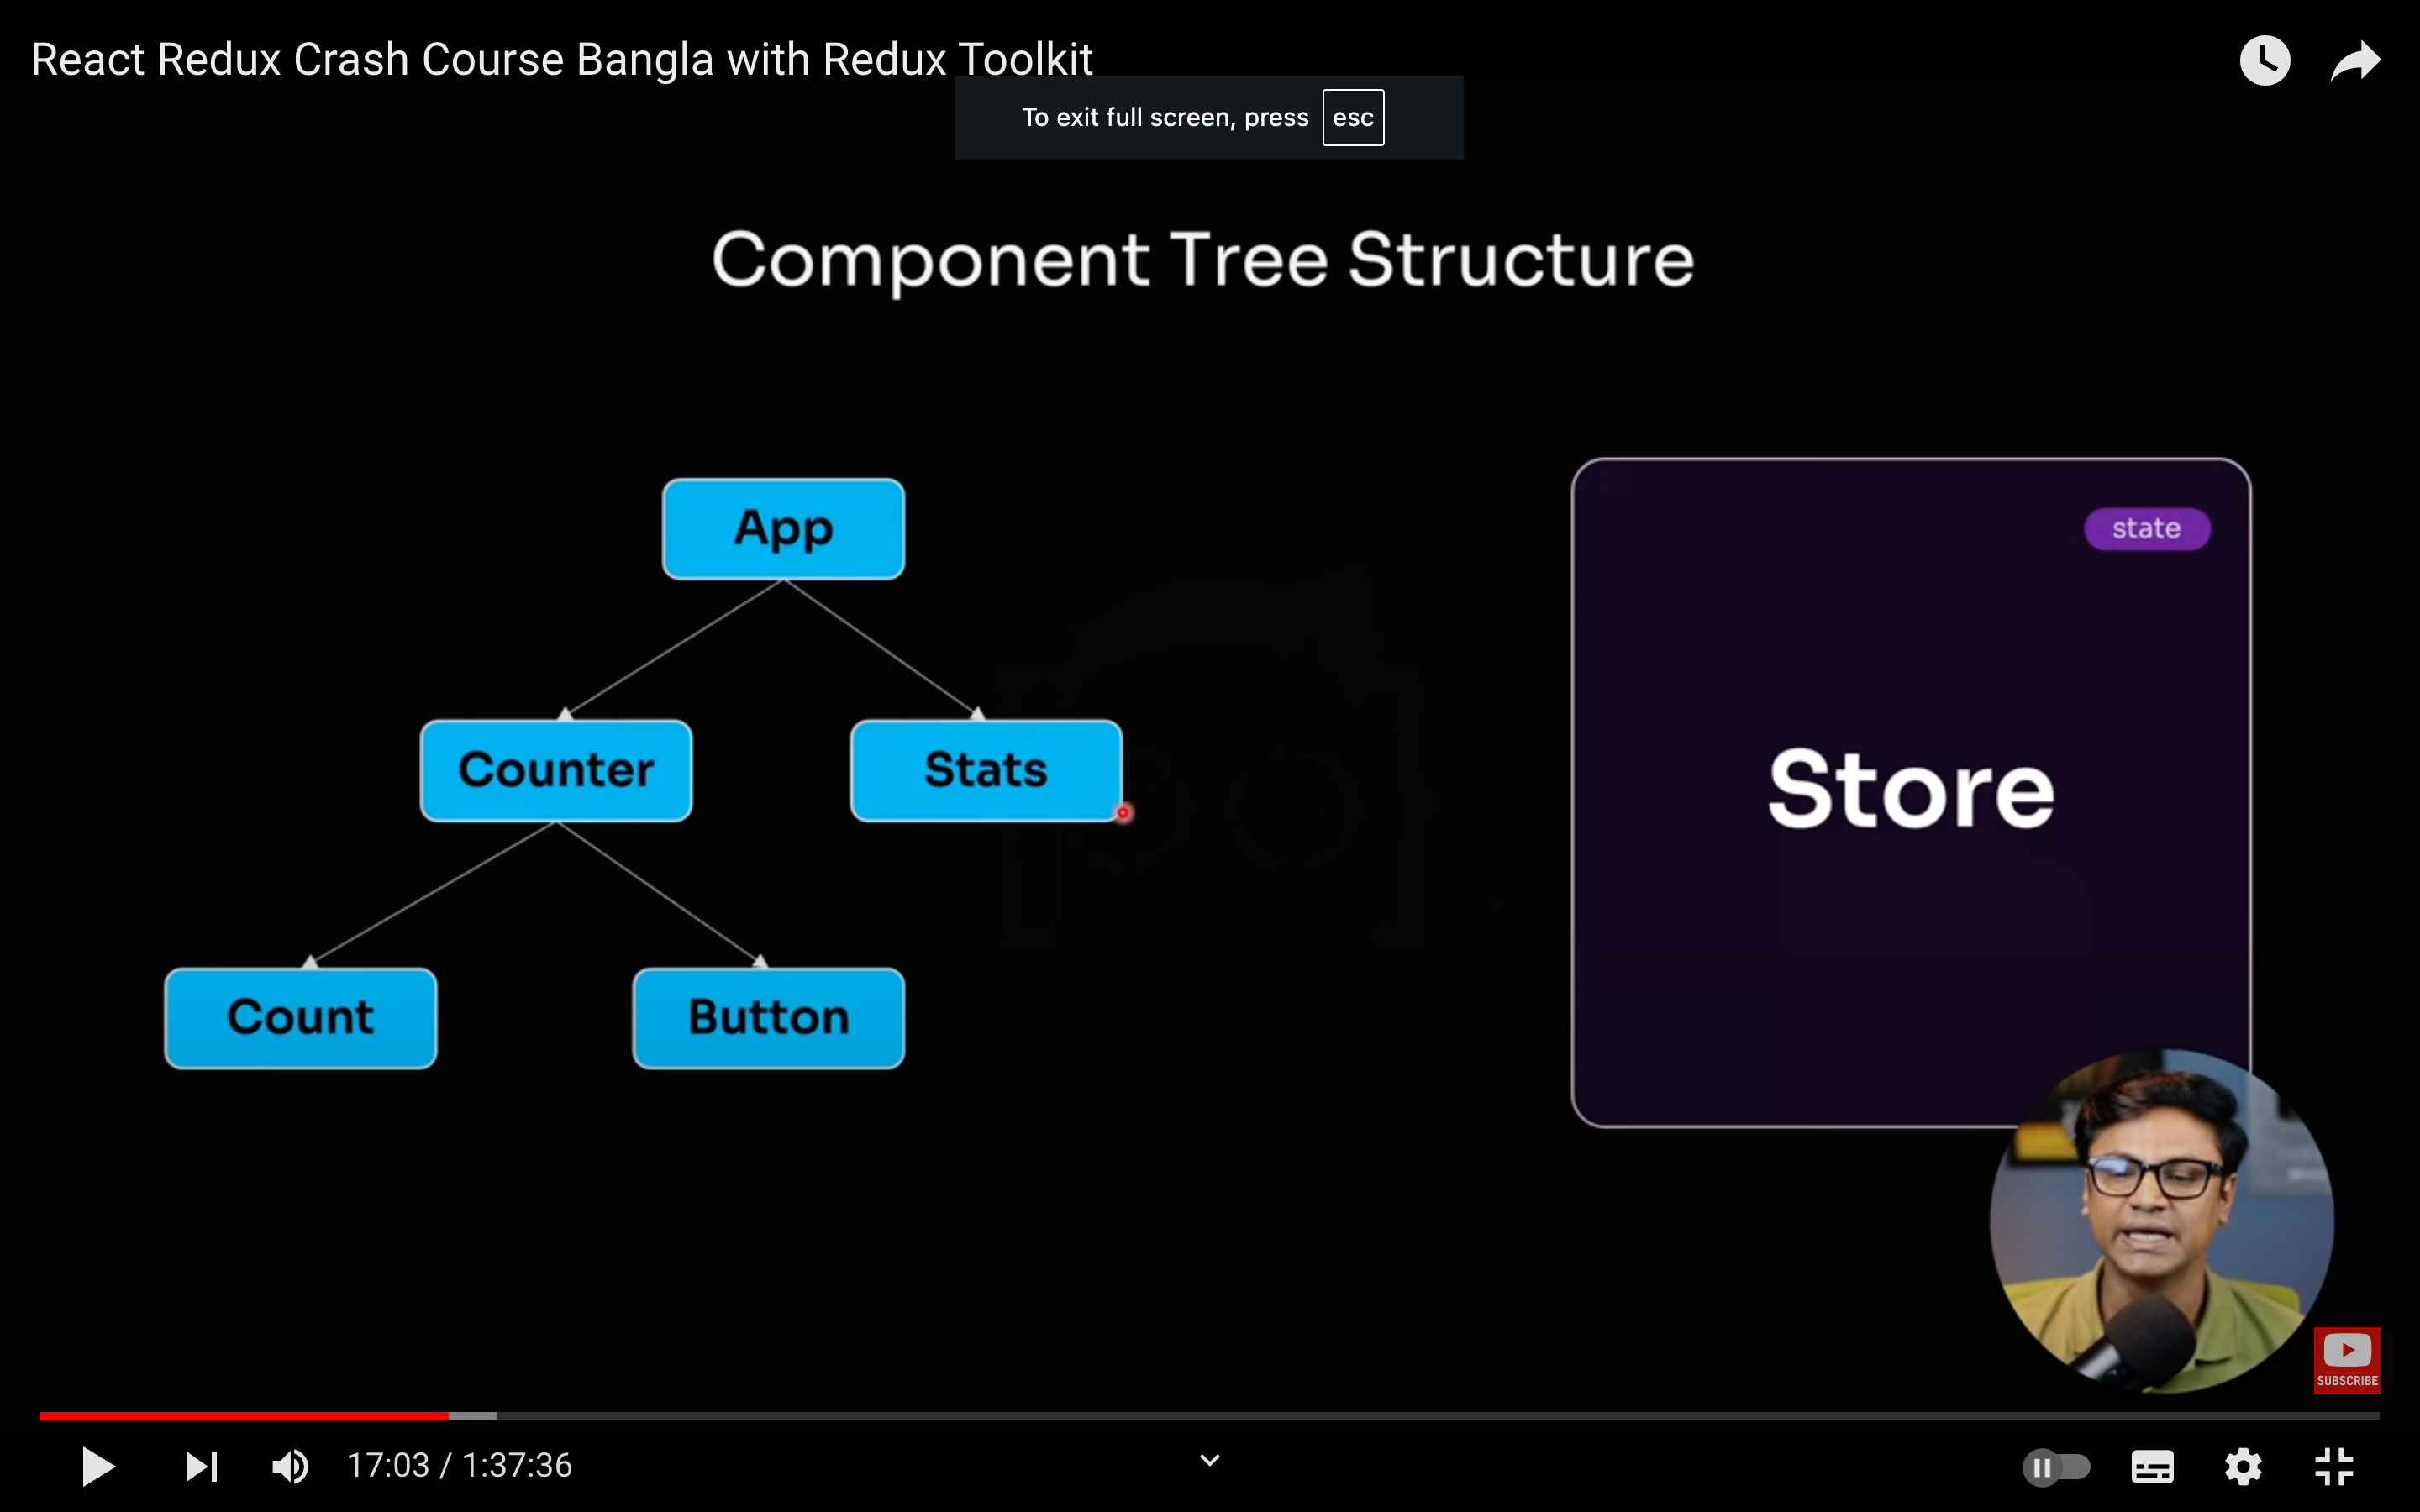 React Redux Crash Course Bangla with Redux Toolkit
To exit full screen, press esc
Component Tree Structure
App
state
Counter
Stats
Store
Count
Button
SUBSCRIBE
17:03 / 1:37:36